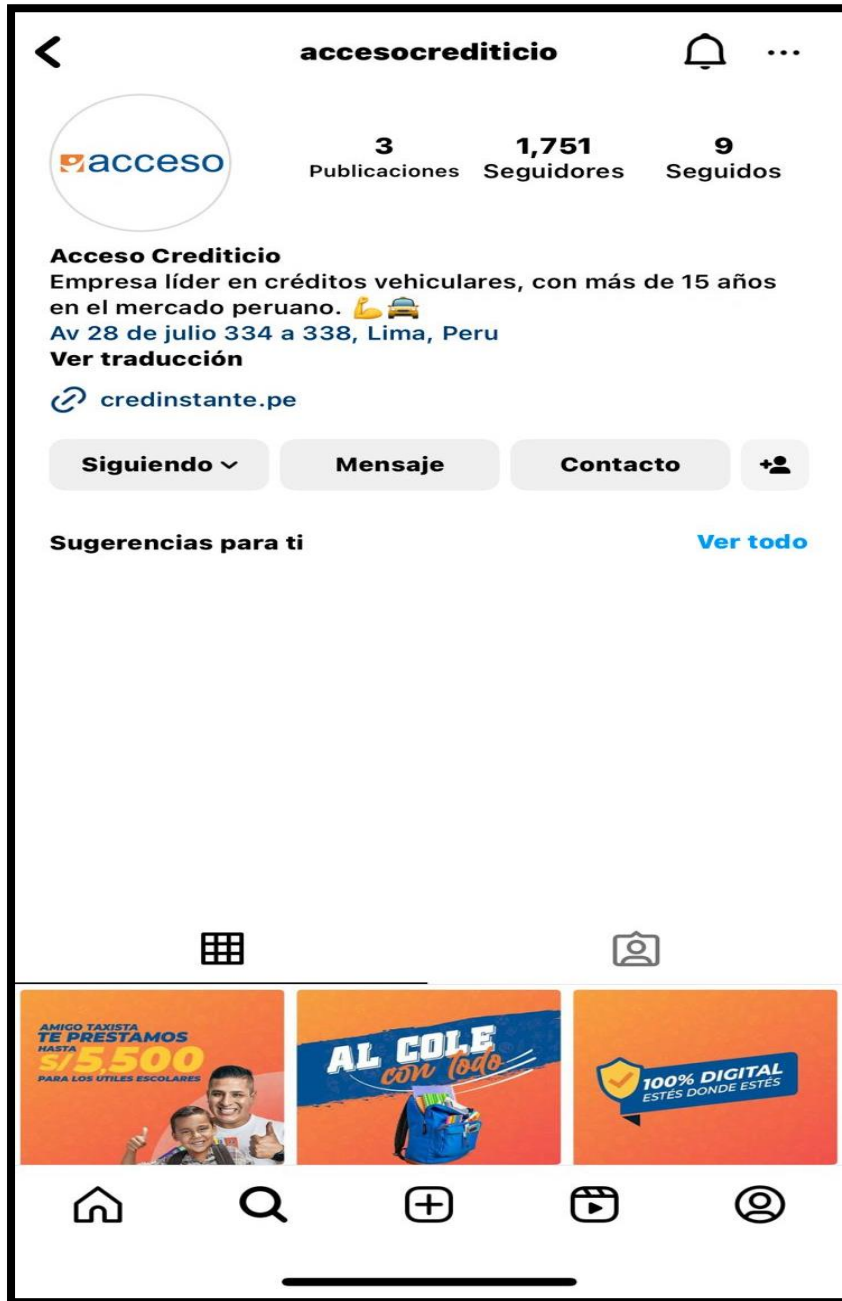 accesocrediticio
acceso
3
Publicaciones
1,751
Seguidores
9
Seguidos
Acceso Crediticio
Empresa líder en créditos vehiculares, con más de 15 años
en el mercado peruano. 💪🚘
Av 28 de julio 334 a 338, Lima, Peru
Ver traducción
credinstante.pe
Siguiendo
Mensaje
Contacto
Sugerencias para ti
Ver todo
AMIGO TAXISTA
TE PRESTAMOS
HASTA
S/5,500
PARA LOS UTILES ESCOLARES
AL COLE
con todo
100% DIGITAL
ESTÉS DONDE ESTÉS